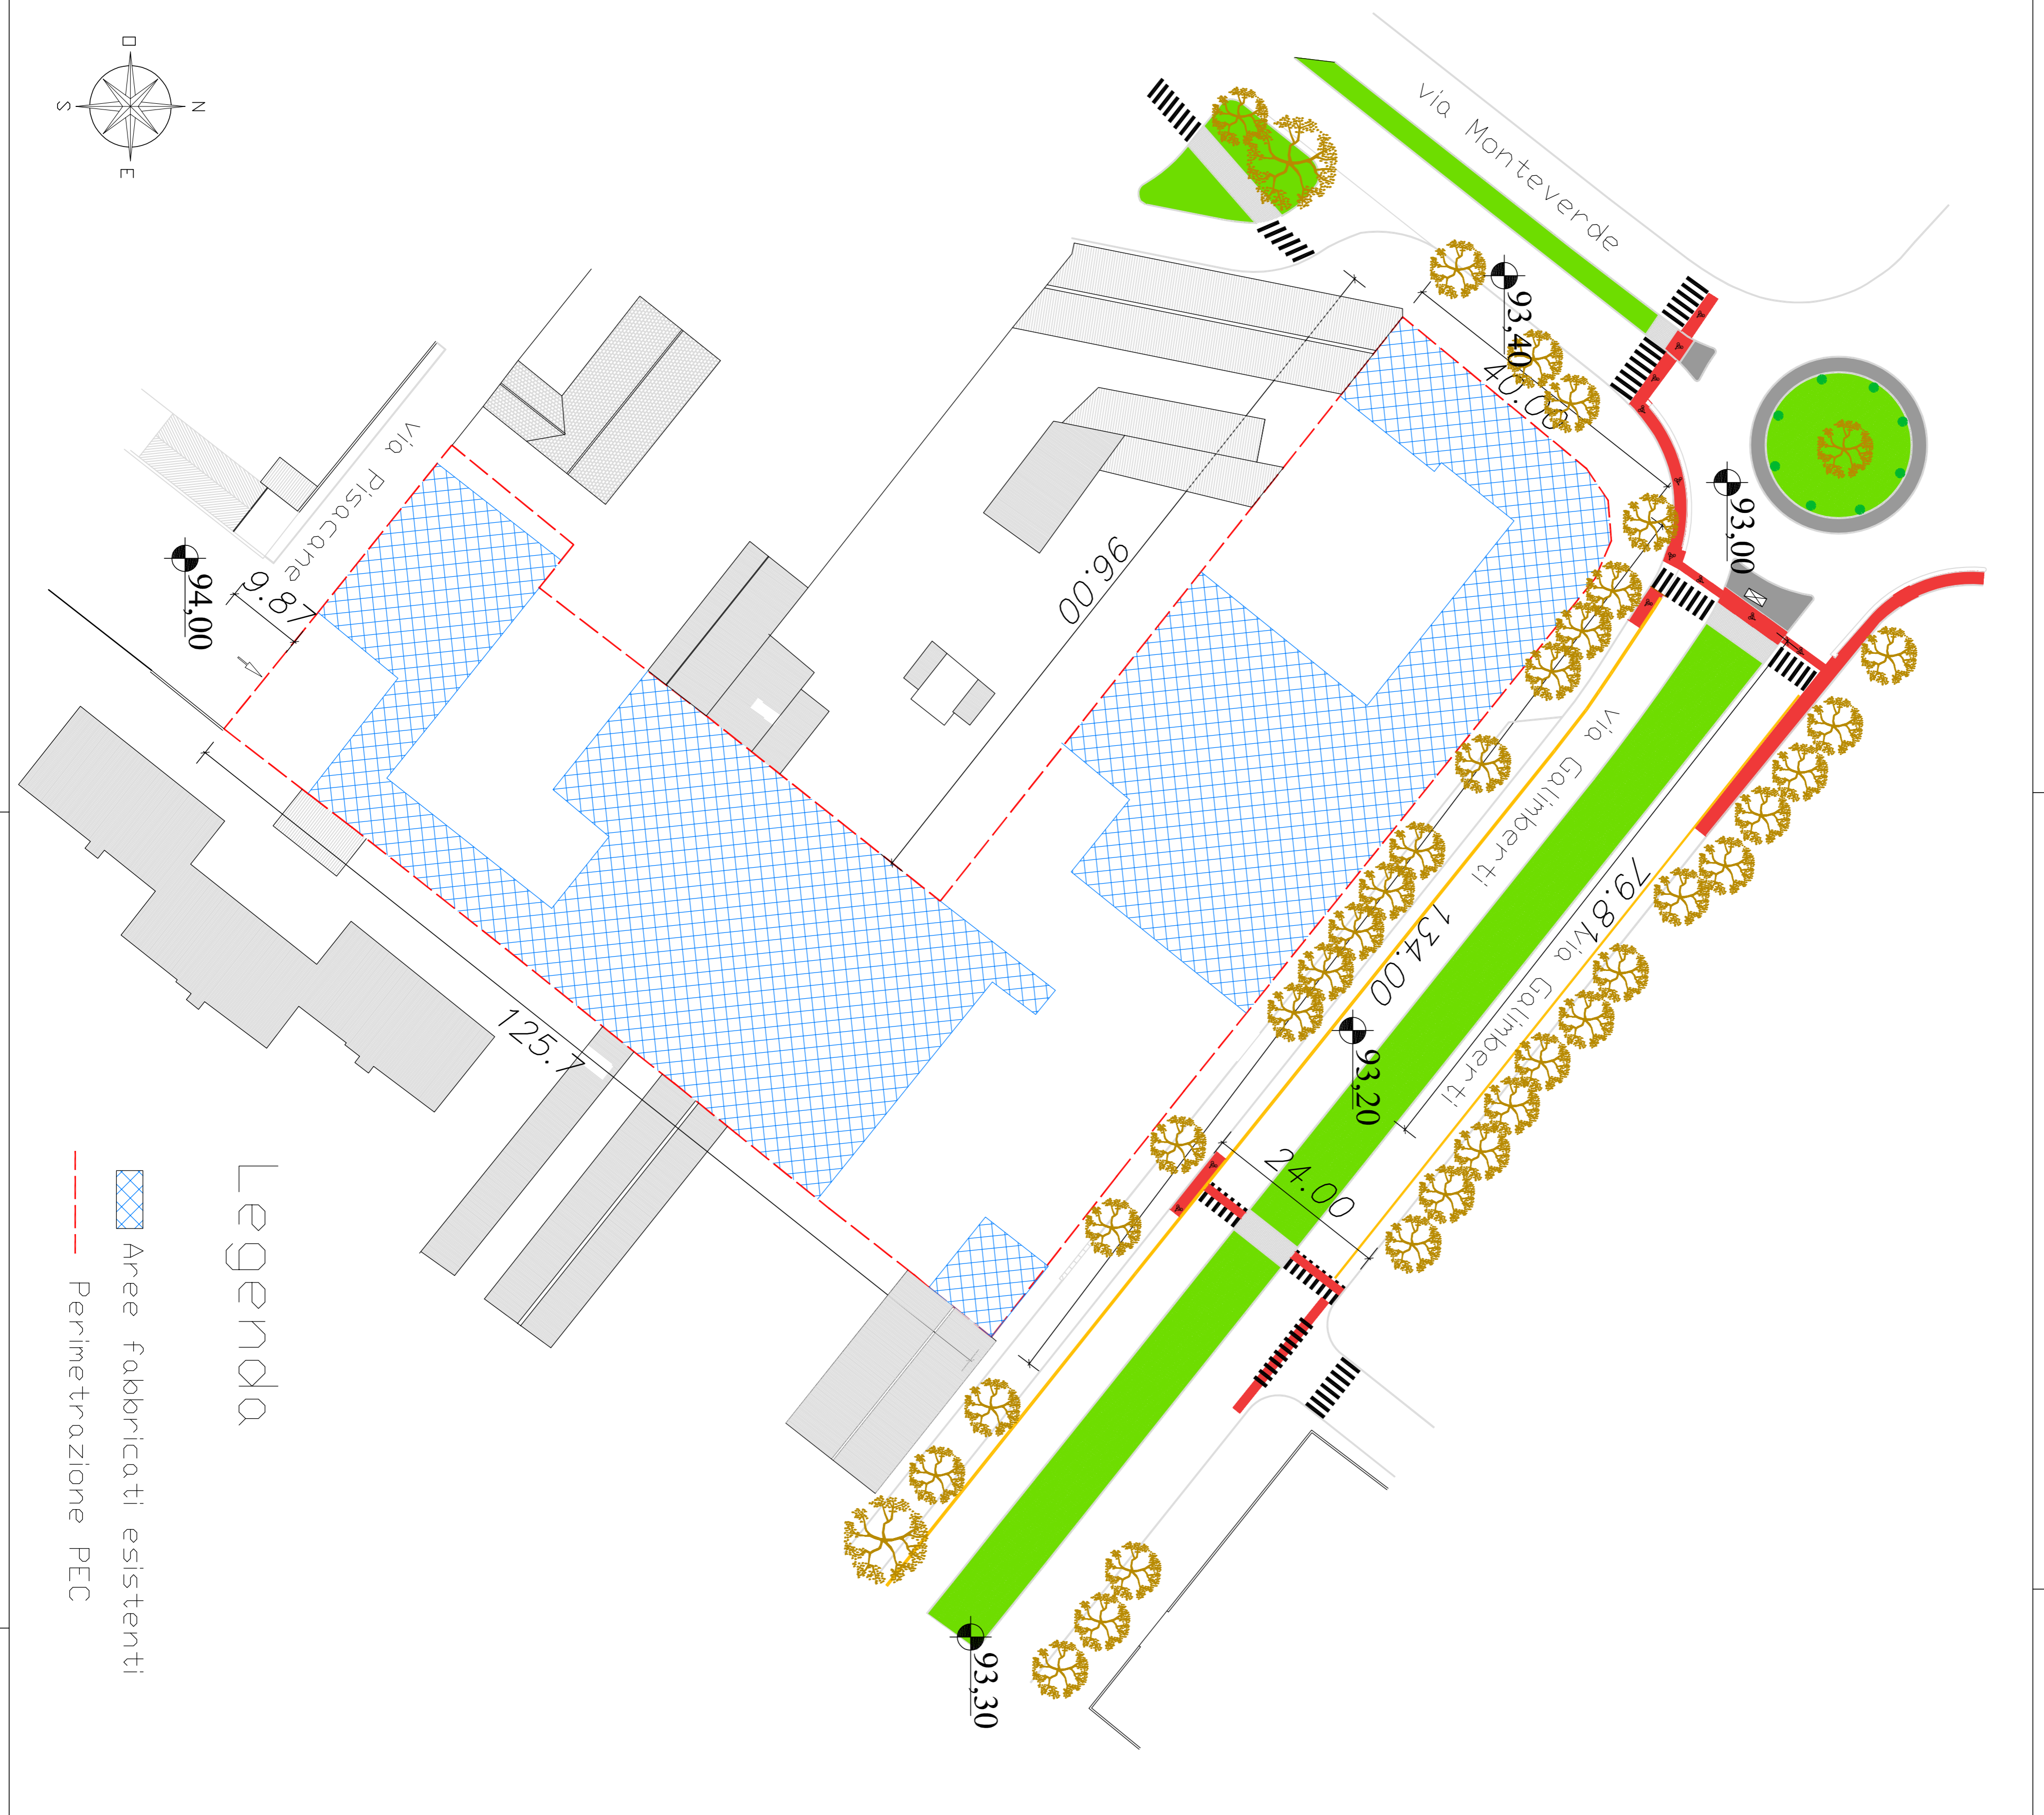 O
N
S
E
via Monteverde
93,40
40.00
93,00
via Pisacane
94,00
9.87
96.00
via Galimberti
134.00
79.81
via Galimberti
93,20
24.00
125.7
93,30
Legenda
Aree fabbricati esistenti
Perimetrazione PEC